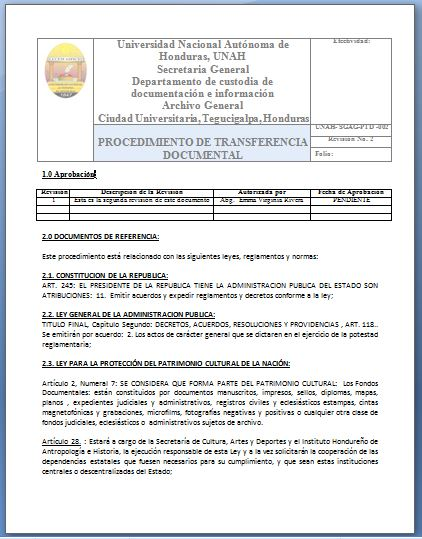 Universidad Nacional Autónoma de
Honduras, UNAH
Secretaria General
Departamento de custodia de
documentación e información
Archivo General
Ciudad Universitaria, Tegucigalpa, Honduras
PROCEDIMIENTO DE TRANSFERENCIA
DOCUMENTAL
Efectividad:
UNAH- SGAG-PTD -002
Revisión No. 2
Folio:
1.0 Aprobación
Revisión Descripción de la Revisión Autorizado por Fecha de Aprobación
1 Esta es la segunda revisión de este documento Abg. Emma Virginia Rivera PENDIENTE
2.0 DOCUMENTOS DE REFERENCIA:
Este procedimiento está relacionado con las siguientes leyes, reglamentos y normas:
2.1. CONSTITUCION DE LA REPUBLICA:
ART. 245: EL PRESIDENTE DE LA REPUBLICA TIENE LA ADMINISTRACION PUBLICA DEL ESTADO SON
ATRIBUCIONES: 11. Emitir acuerdos y expedir reglamentos y decretos conforme a la ley;
2.2. LEY GENERAL DE LA ADMINISTRACION PUBLICA:
TITULO FINAL, Capitulo Segundo: DECRETOS, ACUERDOS, RESOLUCIONES Y PROVIDENCIAS , ART. 118..
Se emitirán por acuerdo: 2. Los actos de carácter general que se dictaren en el ejercicio de la potestad
reglamentaria;
2.3. LEY PARA LA PROTECCIÓN DEL PATRIMONIO CULTURAL DE LA NACIÓN:
Artículo 2, Numeral 7: SE CONSIDERA QUE FORMA PARTE DEL PATRIMONIO CULTURAL: Los Fondos
Documentales: están constituidos por documentos manuscritos, impresos, sellos, diplomas, mapas,
planos , expedientes judiciales y administrativos, registros civiles y eclesiásticos estampas, cintas
magnetofónicas y grabaciones, microfilms, fotografías negativas y positivas o cualquier otra clase de
fondos judiciales, eclesiásticos o administrativos sujetos de archivo.
Artículo 28. : Estará a cargo de la Secretaría de Cultura, Artes y Deportes y el Instituto Hondureño de
Antropología e Historia, la ejecución responsable de esta Ley y a la vez solicitarán la cooperación de las
dependencias estatales que fuesen necesarios para su cumplimiento, y que sean estas instituciones
centrales o descentralizadas del Estado;